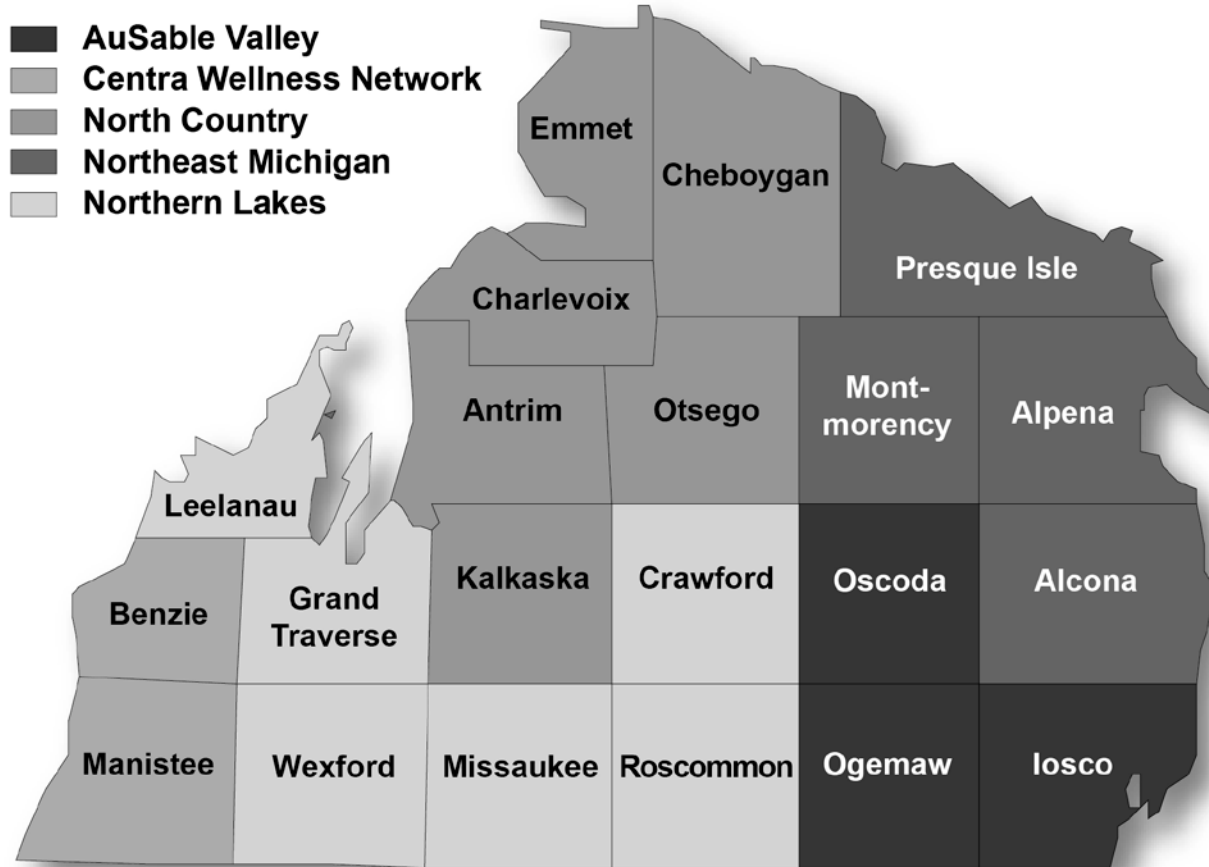 AuSable Valley
Centra Wellness Network
North Country
Northeast Michigan
Northern Lakes
Emmet
Cheboygan
Presque Isle
Charlevoix
Antrim
Otsego
Mont-
morency
Alpena
Leelanau
Benzie
Grand
Traverse
Kalkaska
Crawford
Oscoda
Alcona
Manistee
Wexford
Missaukee
Roscommon
Ogemaw
Iosco